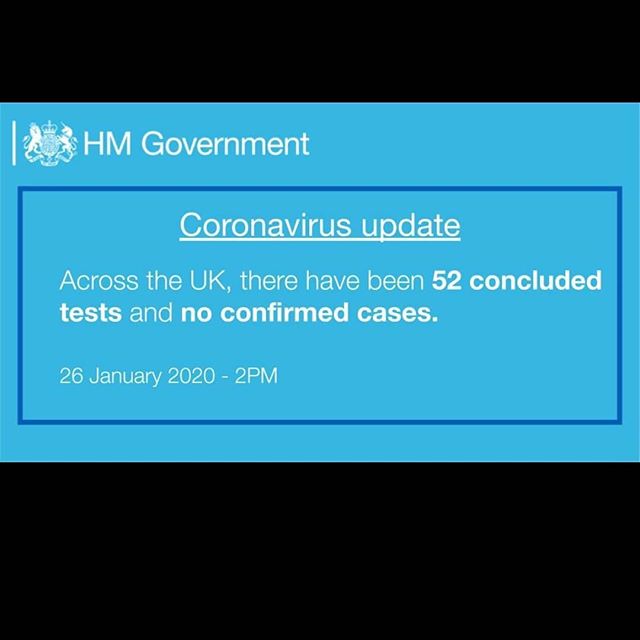 HM Government
Coronavirus update
Across the UK, there have been 52 concluded
tests and no confirmed cases.
26 January 2020 - 2PM